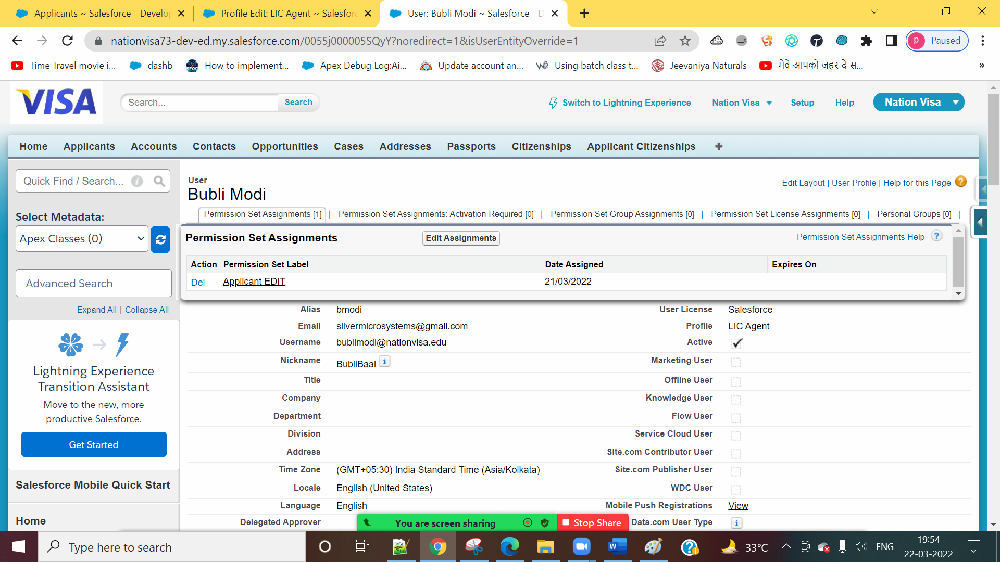 Applicants ~ Salesforce - Develop
Profile Edit: LIC Agent ~ Salesforc
User: Bubli Modi ~ Salesforce - D
nationvisa73-dev-ed.my.salesforce.com/0055j000005SQyY?noredirect=1&isUserEntityOverride=1
P Paused
Time Travel movie i...
dashb
How to implement...
Apex Debug Log:Ai...
Update account an...
Using batch class t...
Jeevaniya Naturals
मेवे आपको जहर दे स...
»
VISA
Search...
Search
Switch to Lightning Experience
Nation Visa
Setup
Help
Nation Visa
Home Applicants Accounts Contacts Opportunities Cases Addresses Passports Citizenships Applicant Citizenships +
Quick Find / Search...
Select Metadata:
Apex Classes (0)
Advanced Search
Expand All | Collapse All
Lightning Experience
Transition Assistant
Move to the new, more
productive Salesforce.
Get Started
Salesforce Mobile Quick Start
Home
User
Bubli Modi
Edit Layout | User Profile | Help for this Page ?
Permission Set Assignments [1] | Permission Set Assignments: Activation Required [0] | Permission Set Group Assignments [0] | Permission Set License Assignments [0] | Personal Groups [0] |
Permission Set Assignments
Edit Assignments
Permission Set Assignments Help ?
Action Permission Set Label Date Assigned Expires On
Del Applicant EDIT 21/03/2022
Alias bmodi User License Salesforce
Email silvermicrosystems@gmail.com Profile LIC Agent
Username bublimodi@nationvisa.edu Active
Nickname BubliBaai i Marketing User
Title Offline User
Company Knowledge User
Department Flow User
Division Service Cloud User
Address Site.com Contributor User
Time Zone (GMT+05:30) India Standard Time (Asia/Kolkata) Site.com Publisher User
Locale English (United States) WDC User
Language English Mobile Push Registrations View
Delegated Approver Data.com User Type i
You are screen sharing
Stop Share
Type here to search
33°C
ENG
19:54
22-03-2022